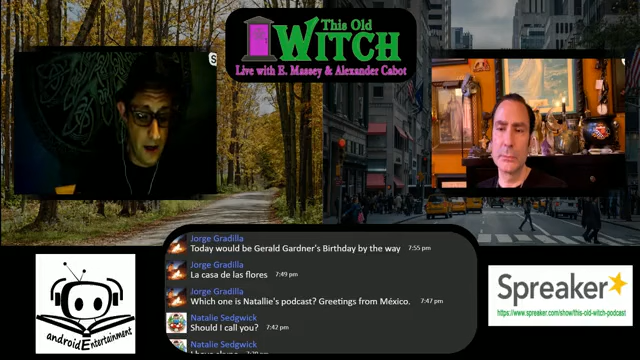 This Old
WITCH
Live with E. Massey & Alexander Cabot
S
Jorge Gradilla
Today would be Gerald Gardner's Birthday by the way 7:55 pm
Jorge Gradilla
La casa de las flores 7:49 pm
Jorge Gradilla
Which one is Natallie's podcast? Greetings from México. 7:47 pm
Natalie Sedgwick
Should I call you? 7:42 pm
Natalie Sedgwick
androidEntertainment
Spreaker
https://www.spreaker.com/show/this-old-witch-podcast